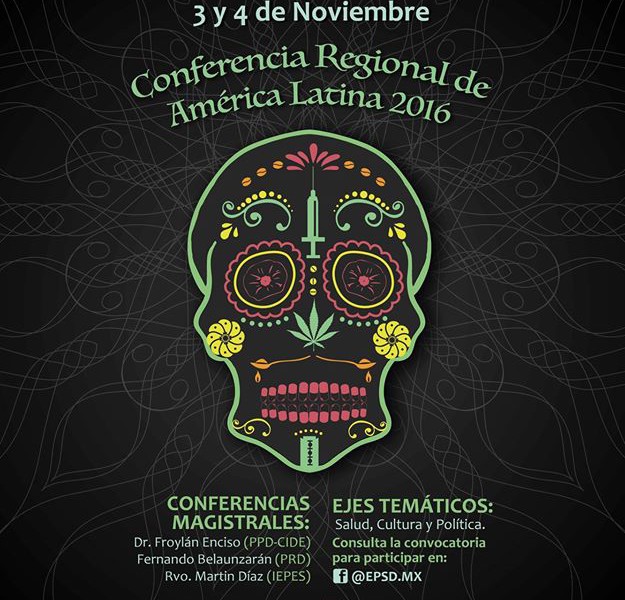 3 y 4 de Noviembre
Conferencia Regional de
América Latina 2016
CONFERENCIAS
MAGISTRALES:
Dr. Froylán Enciso (PPD-CIDE)
Fernando Belaunzarán (PRD)
Rvo. Martin Díaz (IEPES)
EJES TEMÁTICOS:
Salud, Cultura y Política.
Consulta la convocatoria
para participar en:
f @EPSD.MX